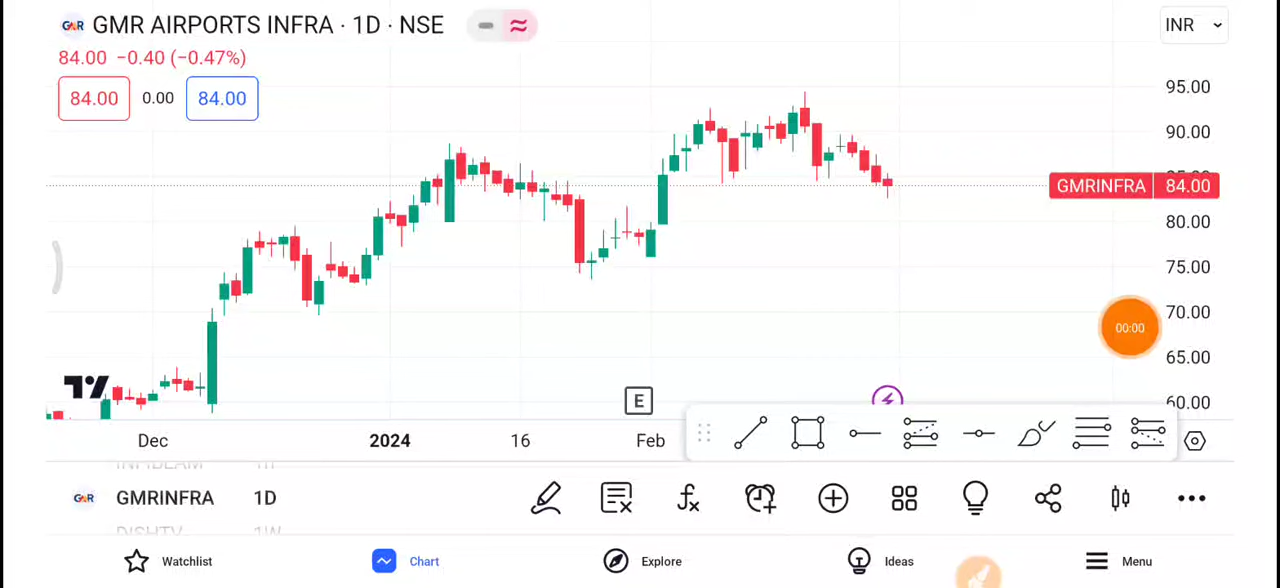 GMR AIRPORTS INFRA · 1D · NSE
INR
84.00 −0.40 (−0.47%)
84.00 0.00 84.00
95.00
90.00
GMRINFRA 84.00
80.00
75.00
70.00
00:00
65.00
60.00
E
Dec 2024 16 Feb
GMRINFRA 1D
Watchlist Chart Explore Ideas Menu